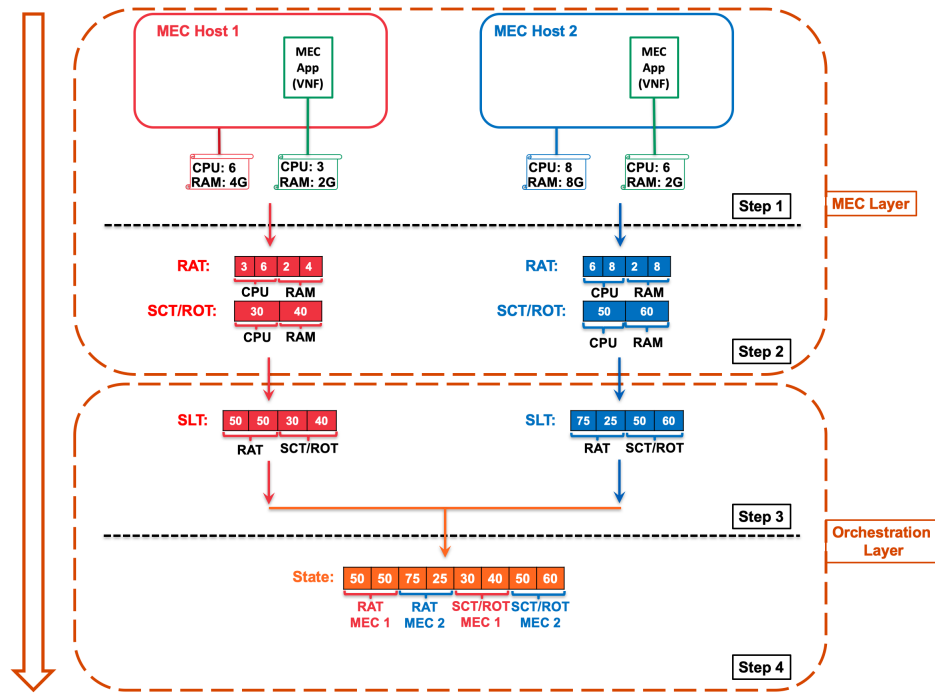 MEC Host 1
MEC
App
(VNF)
CPU: 6
RAM: 4G
CPU: 3
RAM: 2G
MEC Host 2
MEC
App
(VNF)
CPU: 8
RAM: 8G
CPU: 6
RAM: 2G
Step 1
MEC Layer
RAT: 3 6 2 4
CPU RAM
SCT/ROT: 30 40
CPU RAM
RAT: 6 8 2 8
CPU RAM
SCT/ROT: 50 60
CPU RAM
Step 2
SLT: 50 50 30 40
RAT SCT/ROT
SLT: 75 25 50 60
RAT SCT/ROT
Step 3
Orchestration
Layer
State: 50 50 75 25 30 40 50 60
RAT
MEC 1
RAT
MEC 2
SCT/ROT
MEC 1
SCT/ROT
MEC 2
Step 4